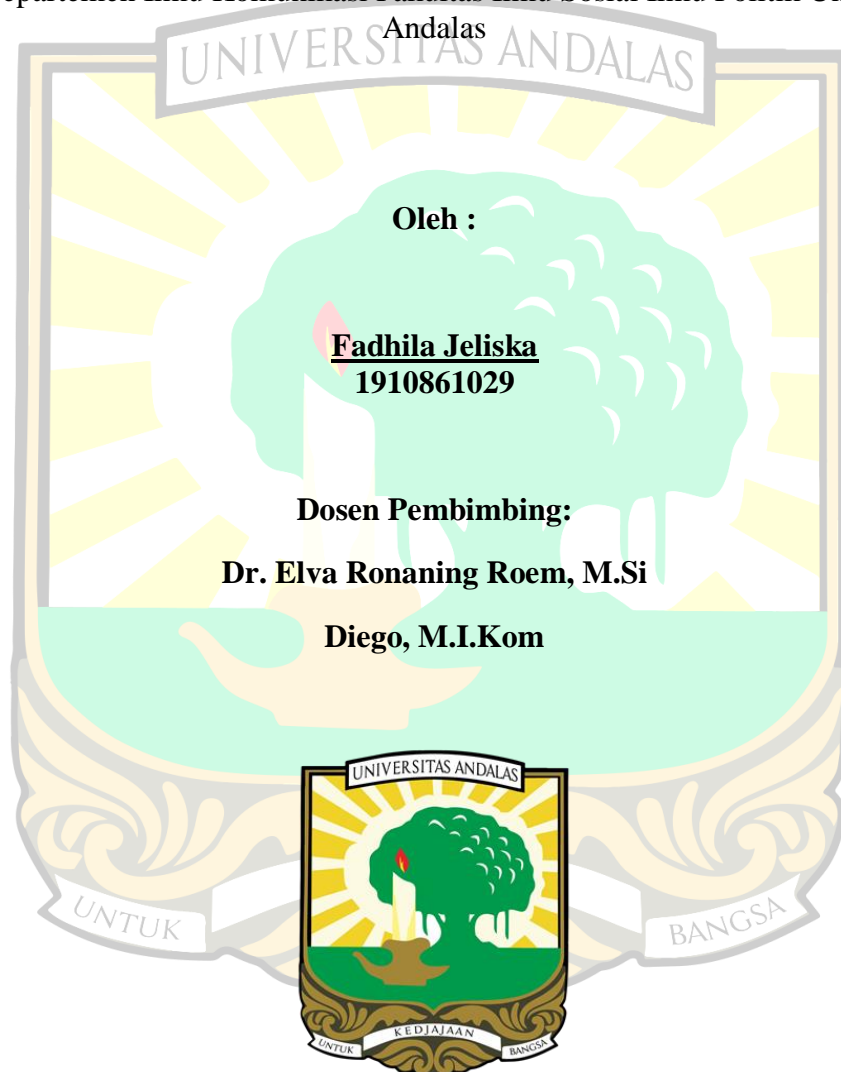 Andalas
UNIVERSITAS ANDALAS
Oleh :
Fadhila Jeliska
1910861029
Dosen Pembimbing:
Dr. Elva Ronaning Roem, M.Si
Diego, M.I.Kom
UNIVERSITAS ANDALAS
UNTUK
BANGSA
KEDJAJAAN
UNTUK
BANGSA